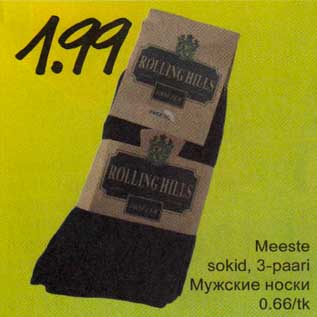 1.99
ROLLING HILLS
ROLLING HILLS
Meeste
sokid, 3-paari
Мужские носки
0.66/tk